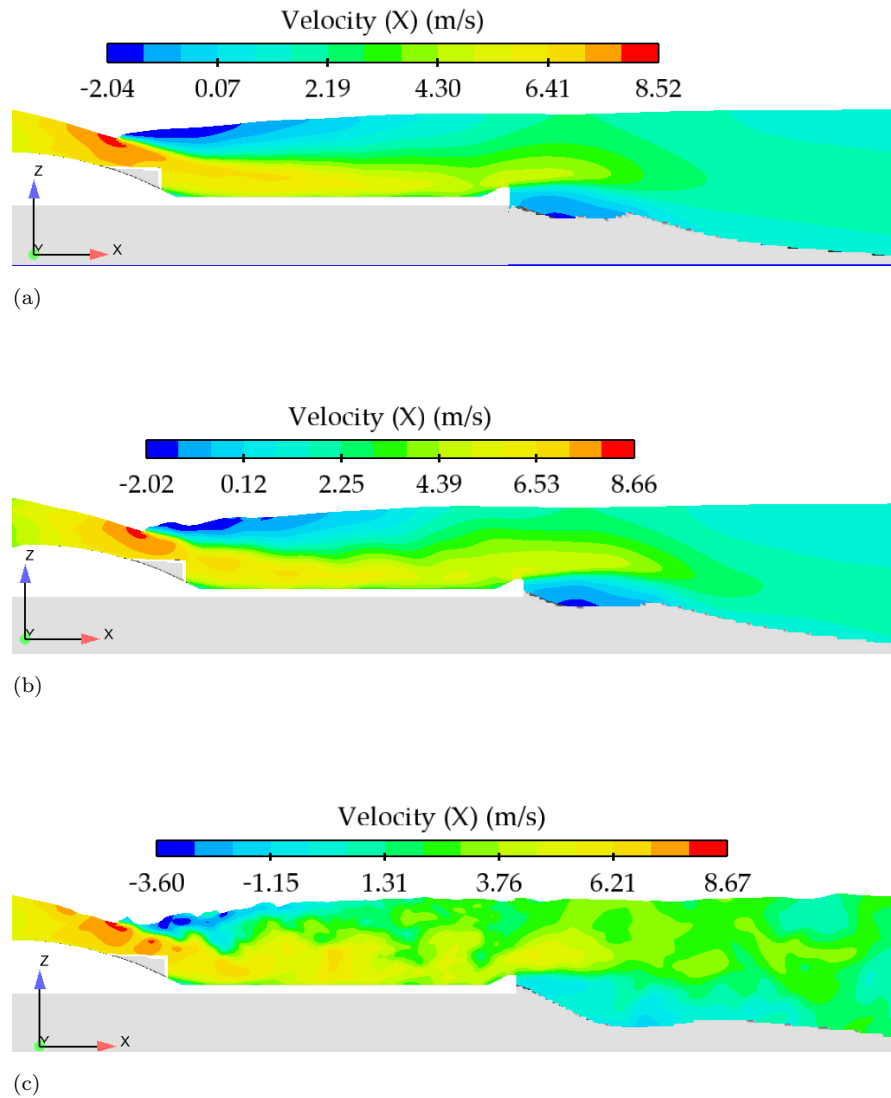 Velocity (X) (m/s)
-2.04 0.07 2.19 4.30 6.41 8.52
Z
Y X
(a)
Velocity (X) (m/s)
-2.02 0.12 2.25 4.39 6.53 8.66
Z
Y X
(b)
Velocity (X) (m/s)
-3.60 -1.15 1.31 3.76 6.21 8.67
Z
Y X
(c)